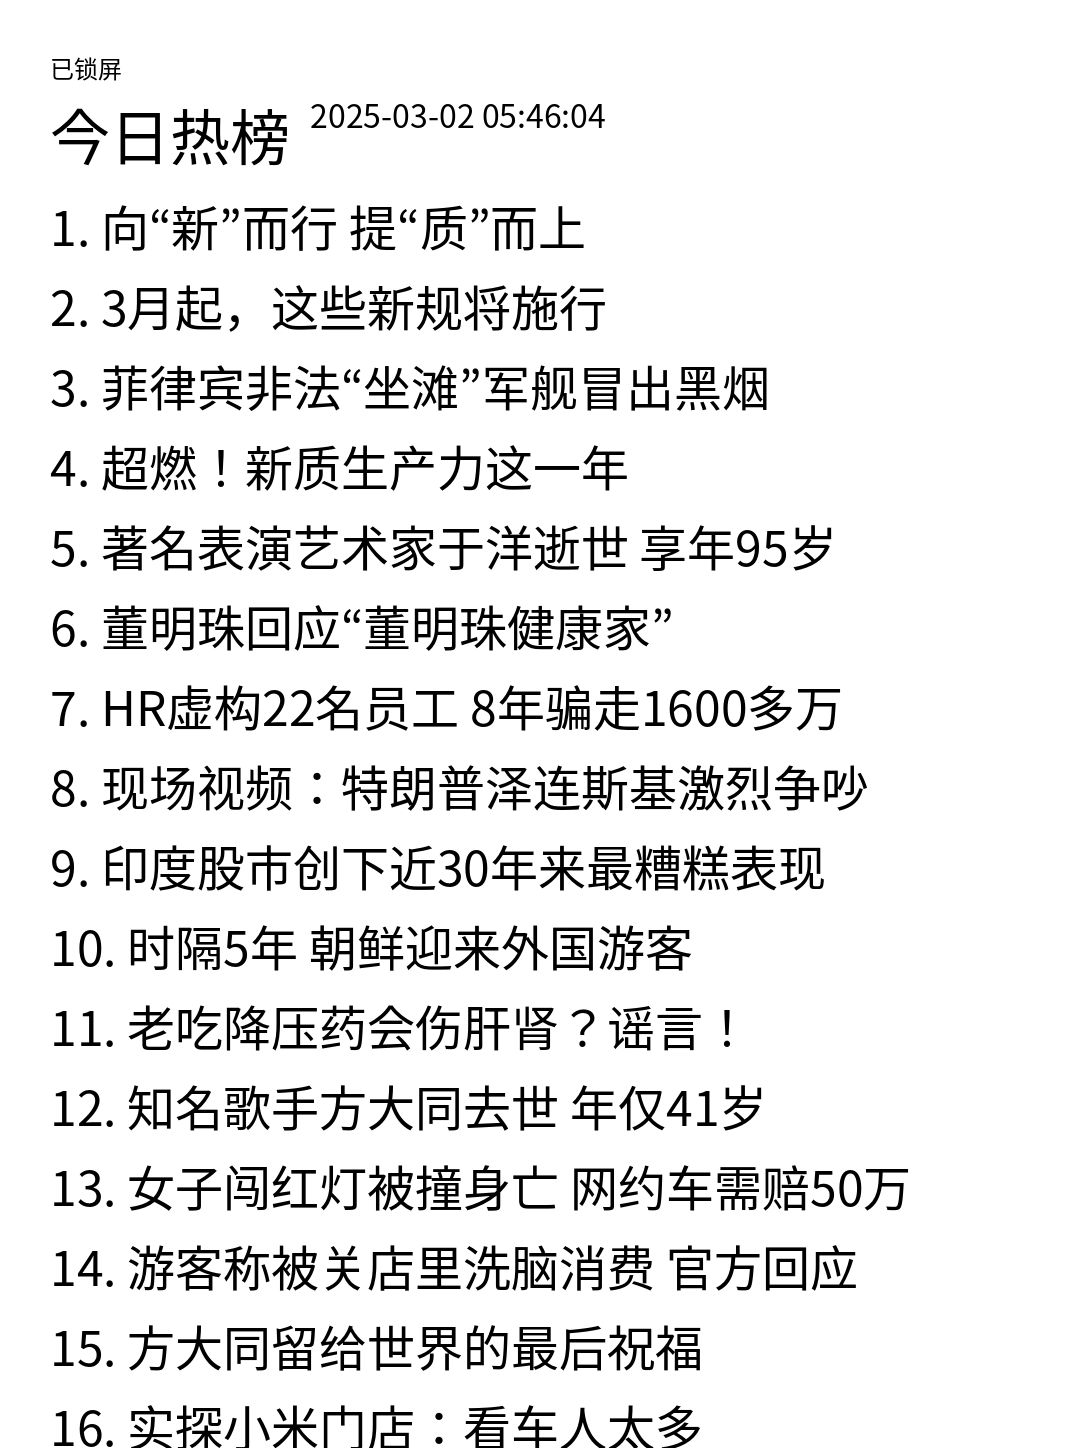 已锁屏
今日热榜 2025-03-02 05:46:04
1. 向“新”而行 提“质”而上
2. 3月起，这些新规将施行
3. 菲律宾非法“坐滩”军舰冒出黑烟
4. 超燃！新质生产力这一年
5. 著名表演艺术家于洋逝世 享年95岁
6. 董明珠回应“董明珠健康家”
7. HR虚构22名员工 8年骗走1600多万
8. 现场视频：特朗普泽连斯基激烈争吵
9. 印度股市创下近30年来最糟糕表现
10. 时隔5年 朝鲜迎来外国游客
11. 老吃降压药会伤肝肾？谣言！
12. 知名歌手方大同去世 年仅41岁
13. 女子闯红灯被撞身亡 网约车需赔50万
14. 游客称被关店里洗脑消费 官方回应
15. 方大同留给世界的最后祝福
16. 实探小米门店：看车人太多